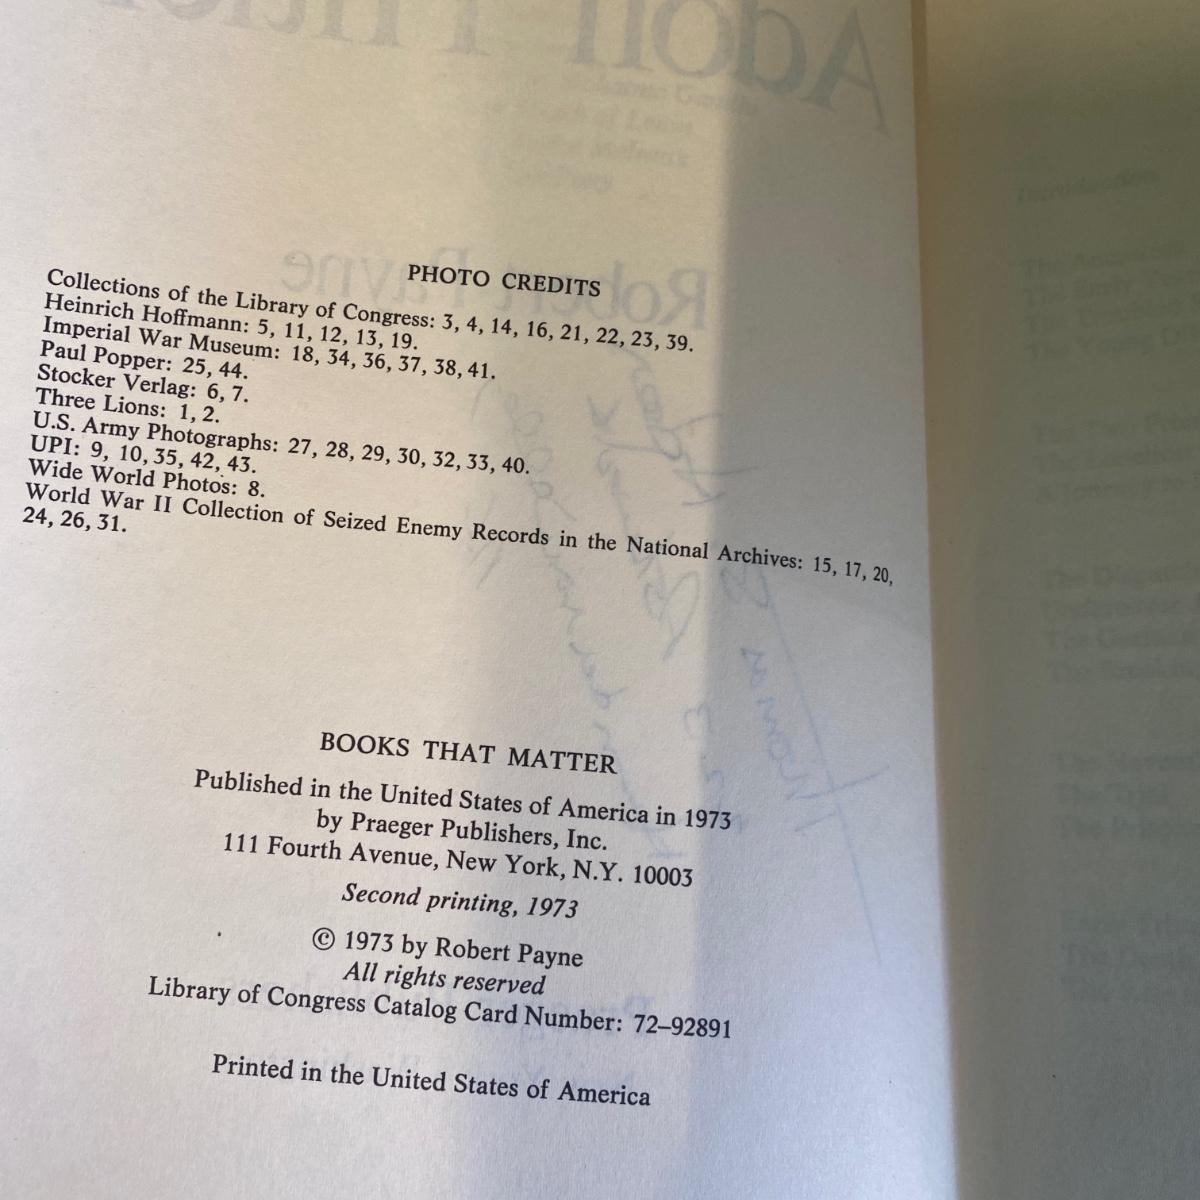 PHOTO CREDITS
Collections of the Library of Congress: 3, 4, 14, 16, 21, 22, 23, 39.
Heinrich Hoffmann: 5, 11, 12, 13, 19.
Imperial War Museum: 18, 34, 36, 37, 38, 41.
Paul Popper: 25, 44.
Stocker Verlag: 6, 7.
Three Lions: 1, 2.
U.S. Army Photographs: 27, 28, 29, 30, 32, 33, 40.
UPI: 9, 10, 35, 42, 43.
Wide World Photos: 8.
World War II Collection of Seized Enemy Records in the National Archives: 15, 17, 20,
24, 26, 31.
BOOKS THAT MATTER
Published in the United States of America in 1973
by Praeger Publishers, Inc.
111 Fourth Avenue, New York, N.Y. 10003
Second printing, 1973
© 1973 by Robert Payne
All rights reserved
Library of Congress Catalog Card Number: 72–92891
Printed in the United States of America
Introduction